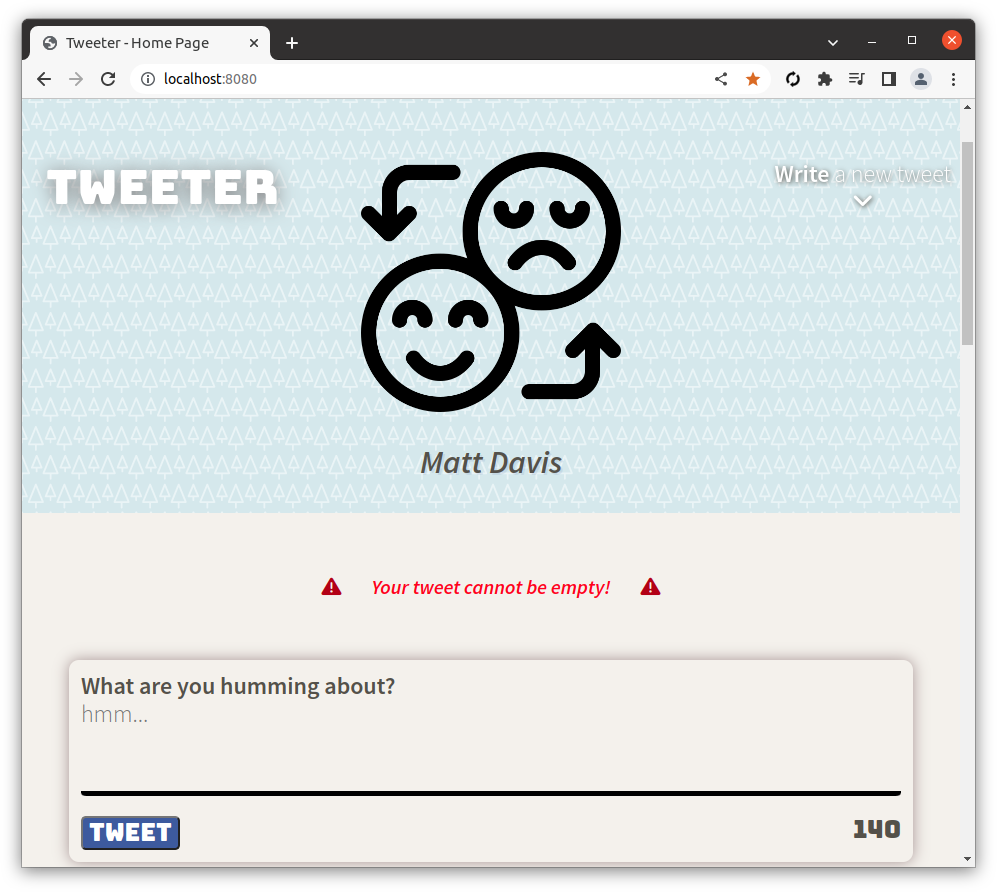 Tweeter - Home Page
localhost:8080
TWEETER
Write a new tweet
Matt Davis
Your tweet cannot be empty!
What are you humming about?
hmm...
TWEET
140